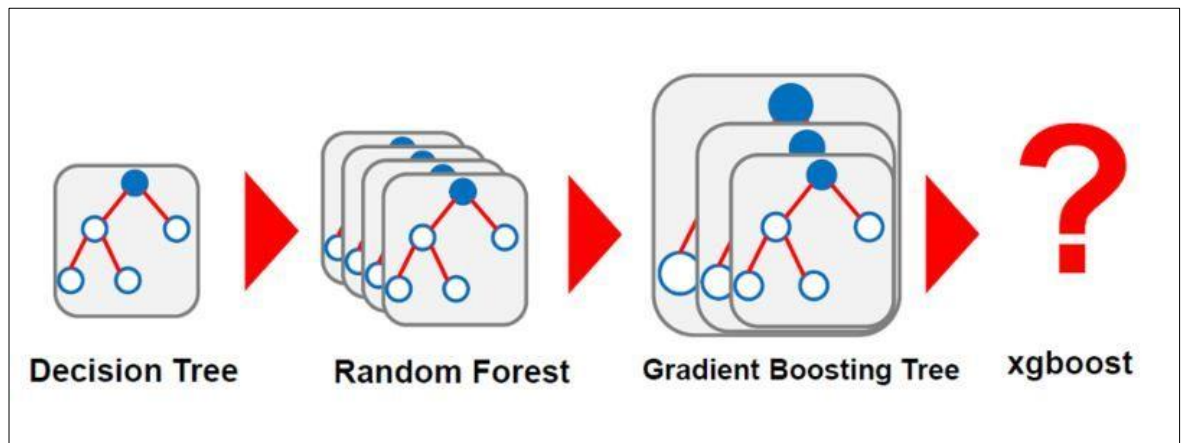 ?
Decision Tree
Random Forest
Gradient Boosting Tree
xgboost